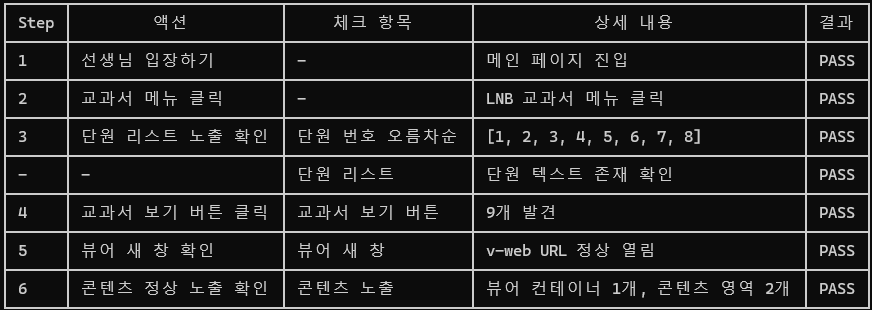 Step 액션 체크 항목 상세 내용 결과
1 선생님 입장하기 - 메인 페이지 진입 PASS
2 교과서 메뉴 클릭 - LNB 교과서 메뉴 클릭 PASS
3 단원 리스트 노출 확인 단원 번호 오름차순 [1, 2, 3, 4, 5, 6, 7, 8] PASS
- - 단원 리스트 단원 텍스트 존재 확인 PASS
4 교과서 보기 버튼 클릭 교과서 보기 버튼 9개 발견 PASS
5 뷰어 새 창 확인 뷰어 새 창 v-web URL 정상 열림 PASS
6 콘텐츠 정상 노출 확인 콘텐츠 노출 뷰어 컨테이너 1개, 콘텐츠 영역 2개 PASS